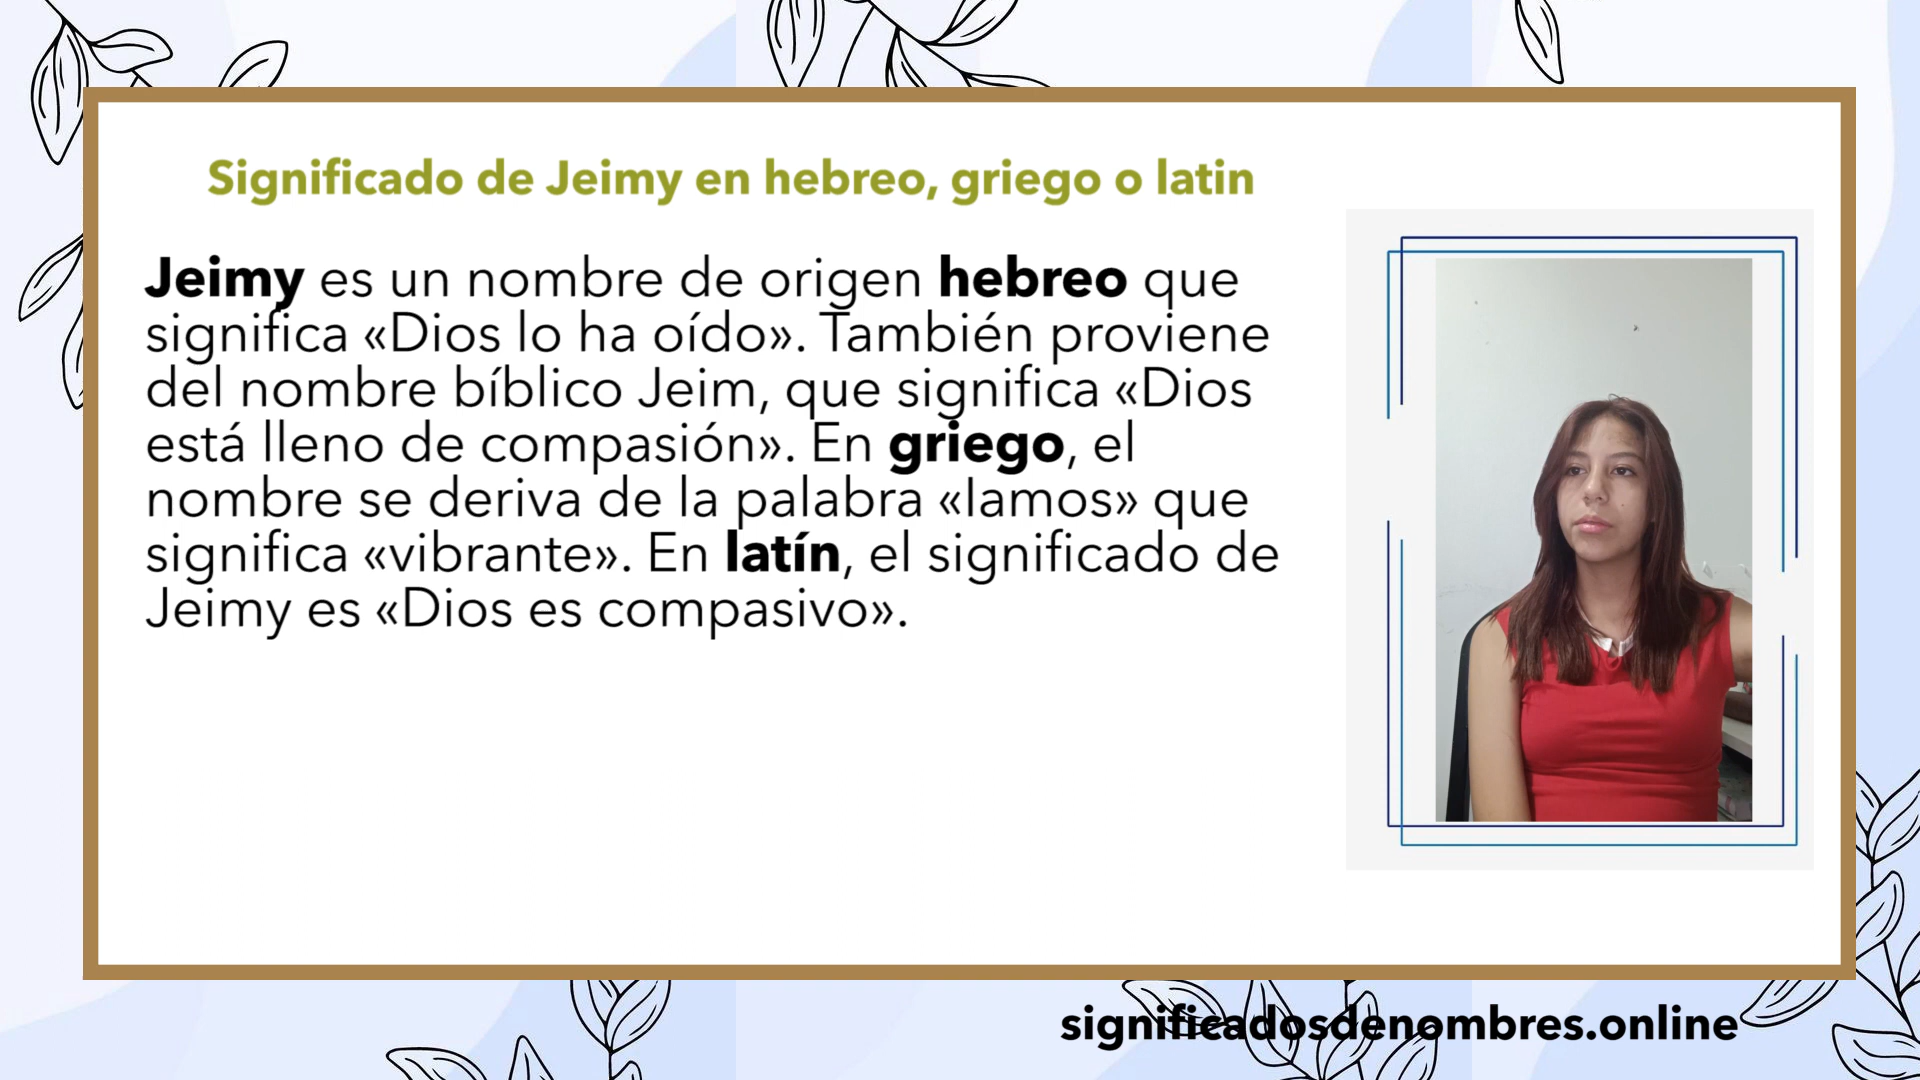 Significado de Jeimy en hebreo, griego o latin
Jeimy es un nombre de origen hebreo que
significa «Dios lo ha oído». También proviene
del nombre bíblico Jeim, que significa «Dios
está lleno de compasión». En griego, el
nombre se deriva de la palabra «Iamos» que
significa «vibrante». En latín, el significado de
Jeimy es «Dios es compasivo».
significadosdenombres.online